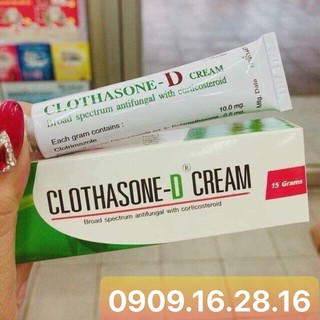 CLOTHASONE-D CREAM
Broad spectrum antifungal with corticosteroid
Each gram contains :
Clotrimazole 10.0 mg.
Mfg. Date
CLOTHASONE-D® CREAM
Broad spectrum antifungal with corticosteroid
15 Grams
0909.16.28.16